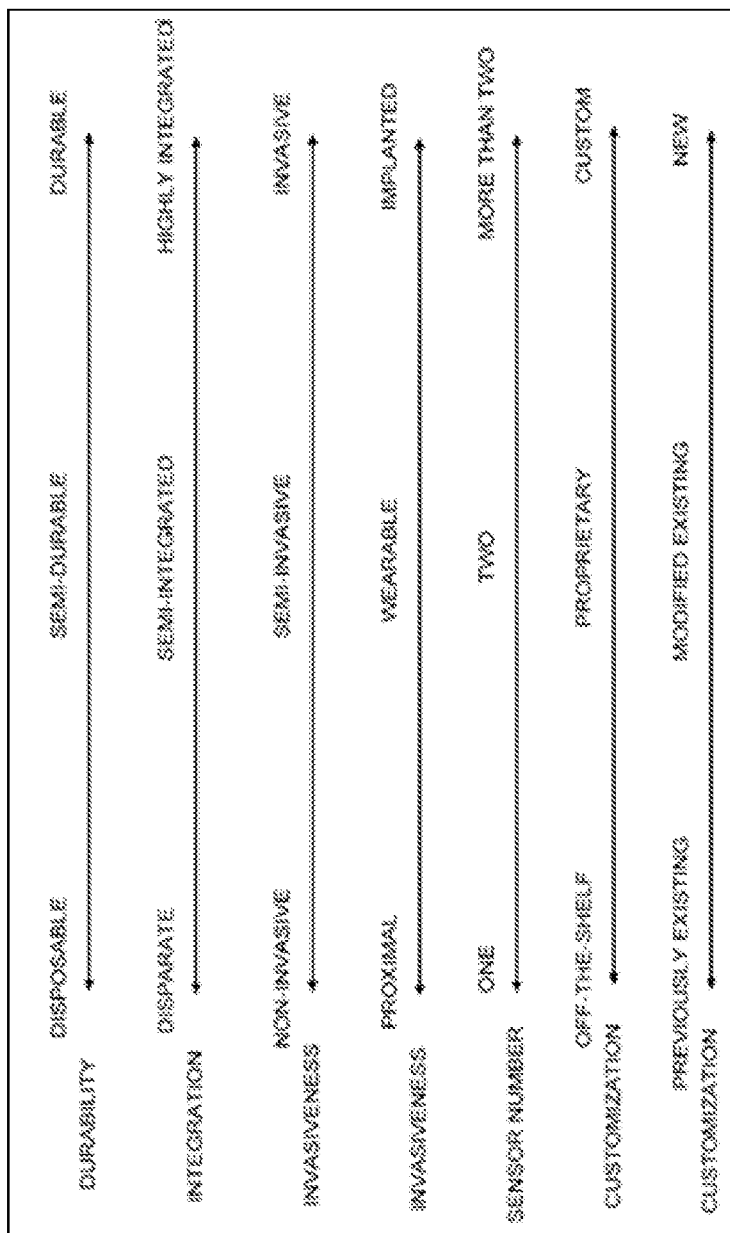 DISPOSABLE SEMI-DURABLE DURABLE
DURABILITY
DISPARATE SEMI-INTEGRATED HIGHLY INTEGRATED
INTEGRATION
NON-INVASIVE SEMI-INVASIVE INVASIVE
INVASIVENESS
PROXIMAL WEARABLE IMPLANTED
INVASIVENESS
ONE TWO MORE THAN TWO
SENSOR NUMBER
OFF-THE-SHELF PROPRIETARY CUSTOM
CUSTOMIZATION
PREVIOUSLY EXISTING MODIFIED EXISTING NEW
CUSTOMIZATION